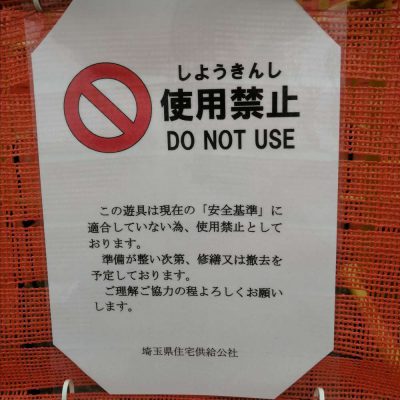 しようきんし
使用禁止
DO NOT USE
この遊具は現在の「安全基準」に
適合していない為、使用禁止として
おります。
準備が整い次第、修繕又は撤去を
予定しております。
ご理解ご協力の程よろしくお願い
します。
埼玉県住宅供給公社